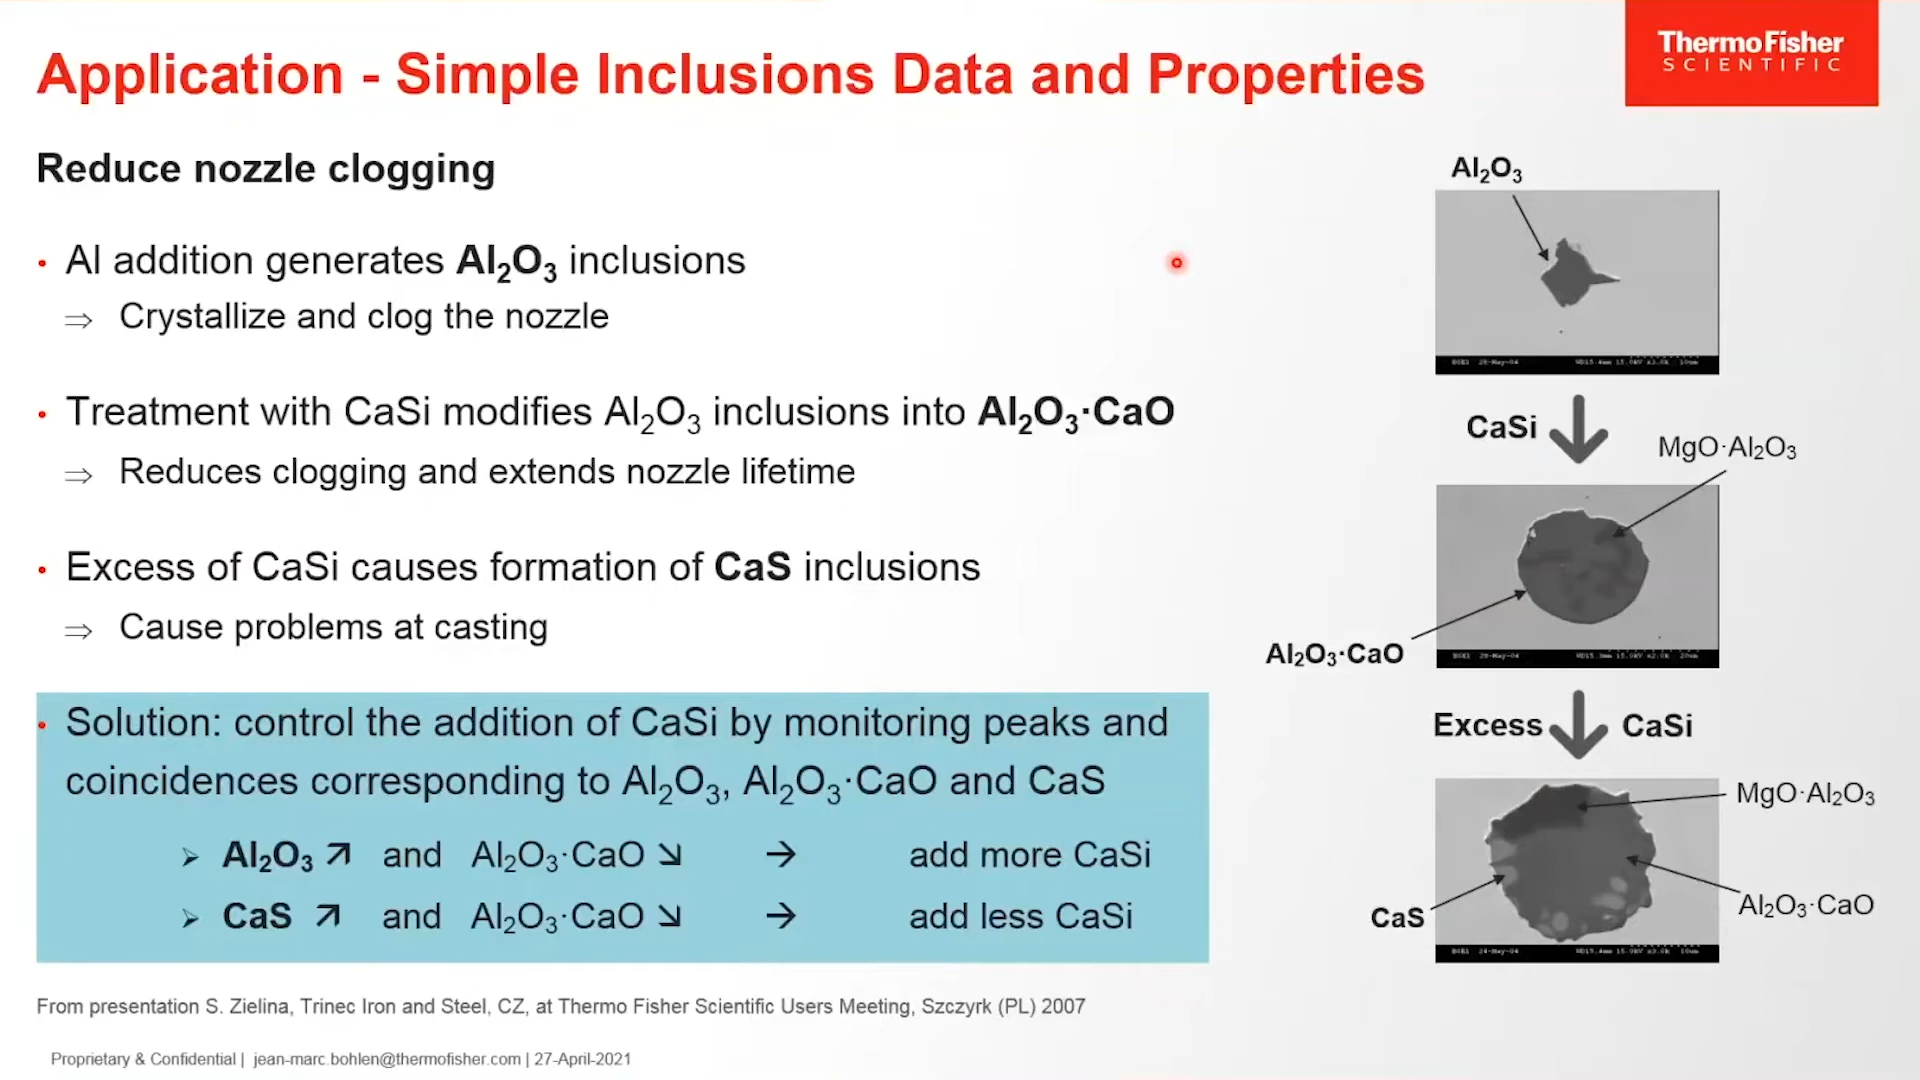 Application - Simple Inclusions Data and Properties
ThermoFisher
SCIENTIFIC
Reduce nozzle clogging
• Al addition generates Al₂O₃ inclusions
⇒ Crystallize and clog the nozzle
• Treatment with CaSi modifies Al₂O₃ inclusions into Al₂O₃·CaO
⇒ Reduces clogging and extends nozzle lifetime
• Excess of CaSi causes formation of CaS inclusions
⇒ Cause problems at casting
• Solution: control the addition of CaSi by monitoring peaks and
coincidences corresponding to Al₂O₃, Al₂O₃·CaO and CaS
➢ Al₂O₃ ↗ and Al₂O₃·CaO ↘ → add more CaSi
➢ CaS ↗ and Al₂O₃·CaO ↘ → add less CaSi
Al₂O₃
CaSi
MgO·Al₂O₃
Al₂O₃·CaO
Excess CaSi
MgO·Al₂O₃
CaS
Al₂O₃·CaO
From presentation S. Zielina, Trinec Iron and Steel, CZ, at Thermo Fisher Scientific Users Meeting, Szczyrk (PL) 2007
Proprietary & Confidential | jean-marc.bohlen@thermofisher.com | 27-April-2021